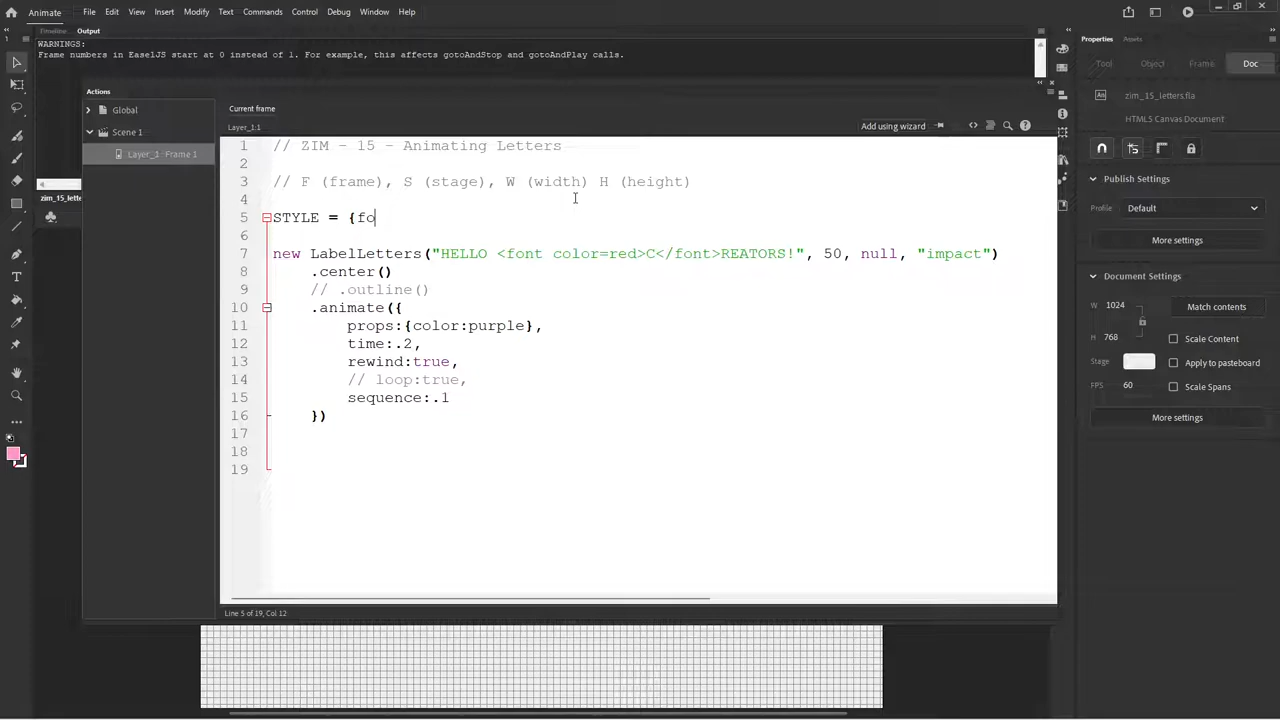 Animate
File Edit View Insert Modify Text Commands Control Debug Window Help
Timeline Output
WARNINGS:
Frame numbers in EaselJS start at 0 instead of 1. For example, this affects gotoAndStop and gotoAndPlay calls.
Actions
Global
Scene 1
Layer_1: Frame 1
zim_15_letters.fl
Current frame
Layer_1:1
Add using wizard
1 // ZIM - 15 - Animating Letters
2
3 // F (frame), S (stage), W (width) H (height)
4
5 STYLE = {fo
6
7 new LabelLetters("HELLO <font color=red>C</font>REATORS!", 50, null, "impact")
8 .center()
9 // .outline()
10 .animate({
11 props:{color:purple},
12 time:.2,
13 rewind:true,
14 // loop:true,
15 sequence:.1
16 })
17
18
19
Line 5 of 19, Col 12
Properties Assets
Tool Object Frame Doc
An zim_15_letters.fla
HTML5 Canvas Document
Publish Settings
Profile Default
More settings
Document Settings
W 1024 Match contents
H 768 Scale Content
Stage Apply to pasteboard
FPS 60 Scale Spans
More settings